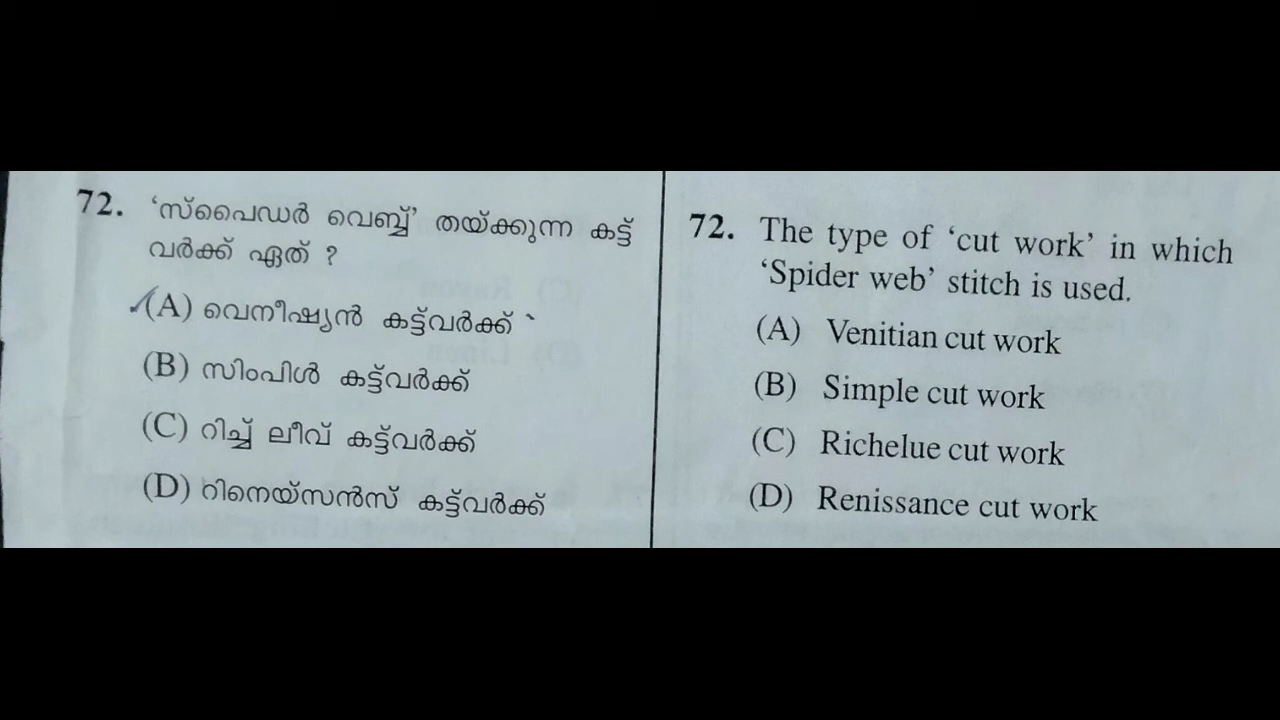 72. ‘സ്പൈഡർ വെബ്ബ്’ തയ്ക്കുന്ന കട്ട്
വർക്ക് ഏത് ?
(A) വെനീഷ്യൻ കട്ട്‌വർക്ക്
(B) സിംപിൾ കട്ട്‌വർക്ക്
(C) റിച്ച് ലീവ് കട്ട്‌വർക്ക്
(D) റിനെയ്സൻസ് കട്ട്‌വർക്ക്
72. The type of ‘cut work’ in which
‘Spider web’ stitch is used.
(A) Venitian cut work
(B) Simple cut work
(C) Richelue cut work
(D) Renissance cut work